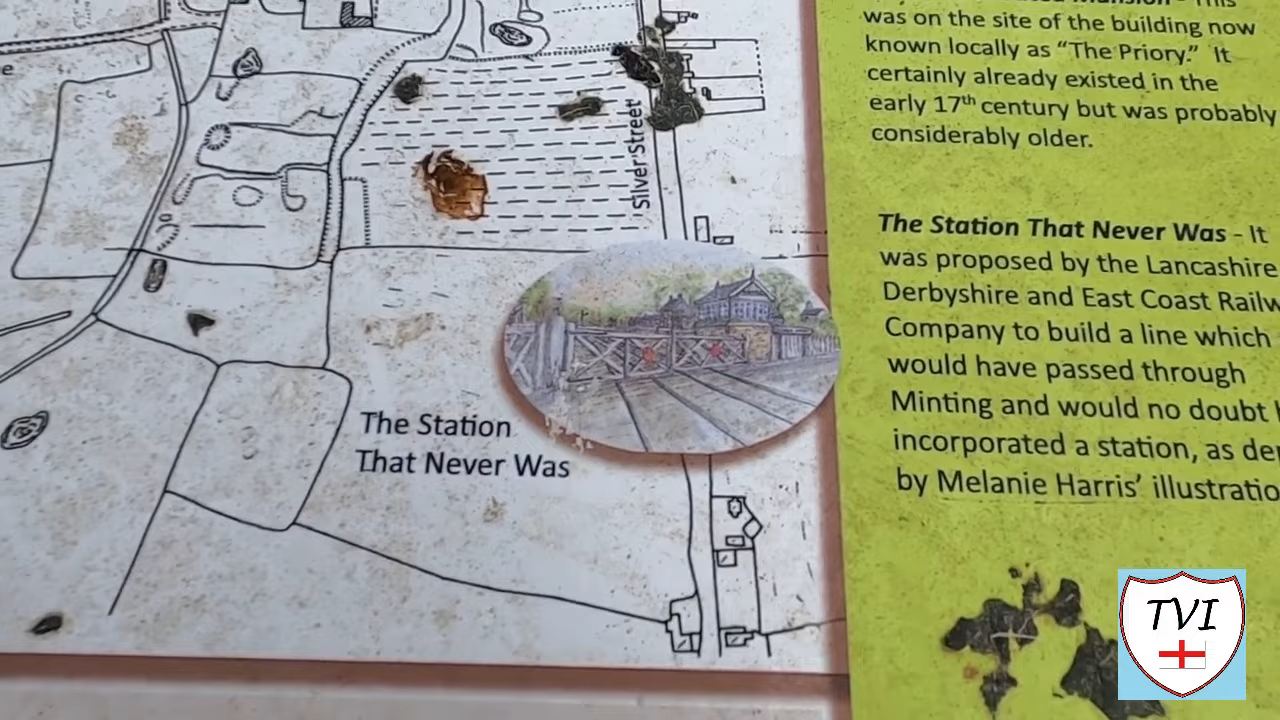 e
Silver Street
The Station
That Never Was
Mansion - This
was on the site of the building now
known locally as “The Priory.” It
certainly already existed in the
early 17th century but was probably
considerably older.
The Station That Never Was - It
was proposed by the Lancashire
Derbyshire and East Coast Railw
Company to build a line which
would have passed through
Minting and would no doubt
incorporated a station, as de
by Melanie Harris’ illustratio
TVI